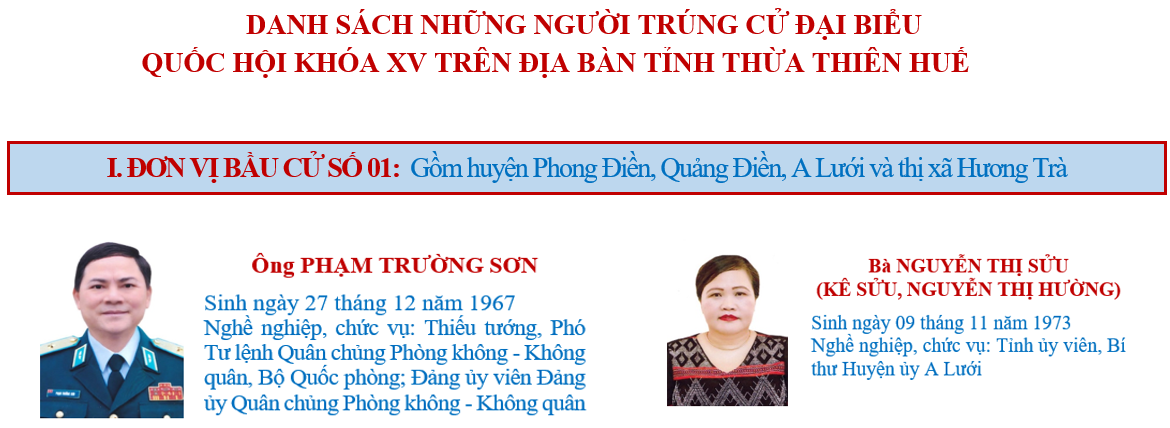 DANH SÁCH NHỮNG NGƯỜI TRÚNG CỬ ĐẠI BIỂU
QUỐC HỘI KHÓA XV TRÊN ĐỊA BÀN TỈNH THỪA THIÊN HUẾ
I. ĐƠN VỊ BẦU CỬ SỐ 01: Gồm huyện Phong Điền, Quảng Điền, A Lưới và thị xã Hương Trà
Ông PHẠM TRƯỜNG SƠN
Sinh ngày 27 tháng 12 năm 1967
Nghề nghiệp, chức vụ: Thiếu tướng, Phó
Tư lệnh Quân chủng Phòng không - Không
quân, Bộ Quốc phòng; Đảng ủy viên Đảng
ủy Quân chủng Phòng không - Không quân
Bà NGUYỄN THỊ SỬU
(KÊ SỬU, NGUYỄN THỊ HƯỜNG)
Sinh ngày 09 tháng 11 năm 1973
Nghề nghiệp, chức vụ: Tỉnh ủy viên, Bí
thư Huyện ủy A Lưới